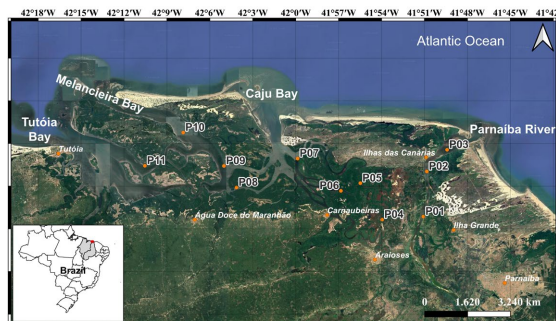 42°18'W 42°15'W 42°12'W 42°9'W 42°6'W 42°3'W 42°0'W 41°57'W 41°54'W 41°51'W 41°48'W 41°45'W 41°42'W
Atlantic Ocean
Melancieira Bay
Caju Bay
Tutóia
Bay
Parnaíba River
P10
Tutóia
P11
P09
P07
Ilhas das Canárias
P03
P02
P08
P06
P05
Água Doce do Maranhão
Carnaubeiras
P04
P01
Ilha Grande
Araioses
Parnaíba
Brazil
0 1.620 3.240 km